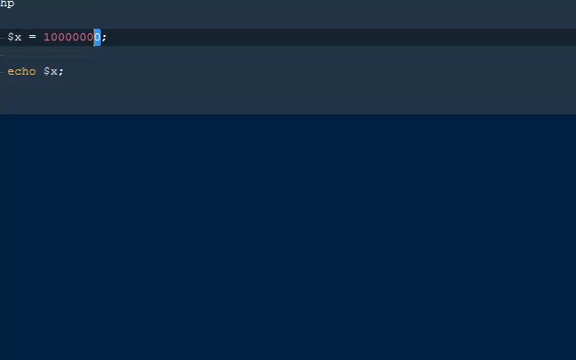 hp
$x = 10000000;
echo $x;